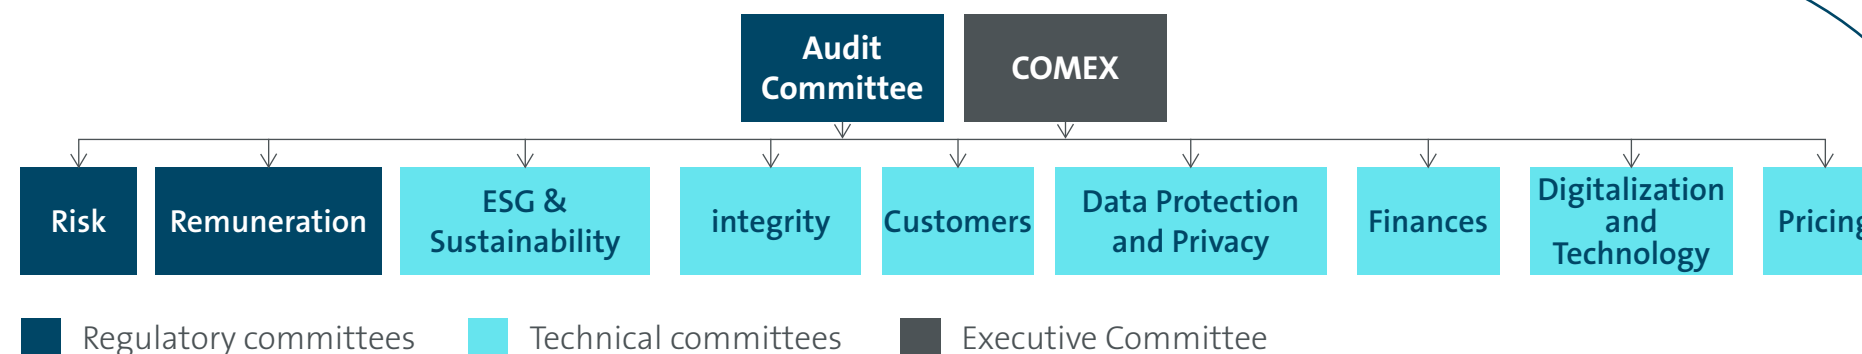 Audit
Committee
COMEX
Risk
Remuneration
ESG &
Sustainability
integrity
Customers
Data Protection
and Privacy
Finances
Digitalization
and
Technology
Pricing
Regulatory committees
Technical committees
Executive Committee